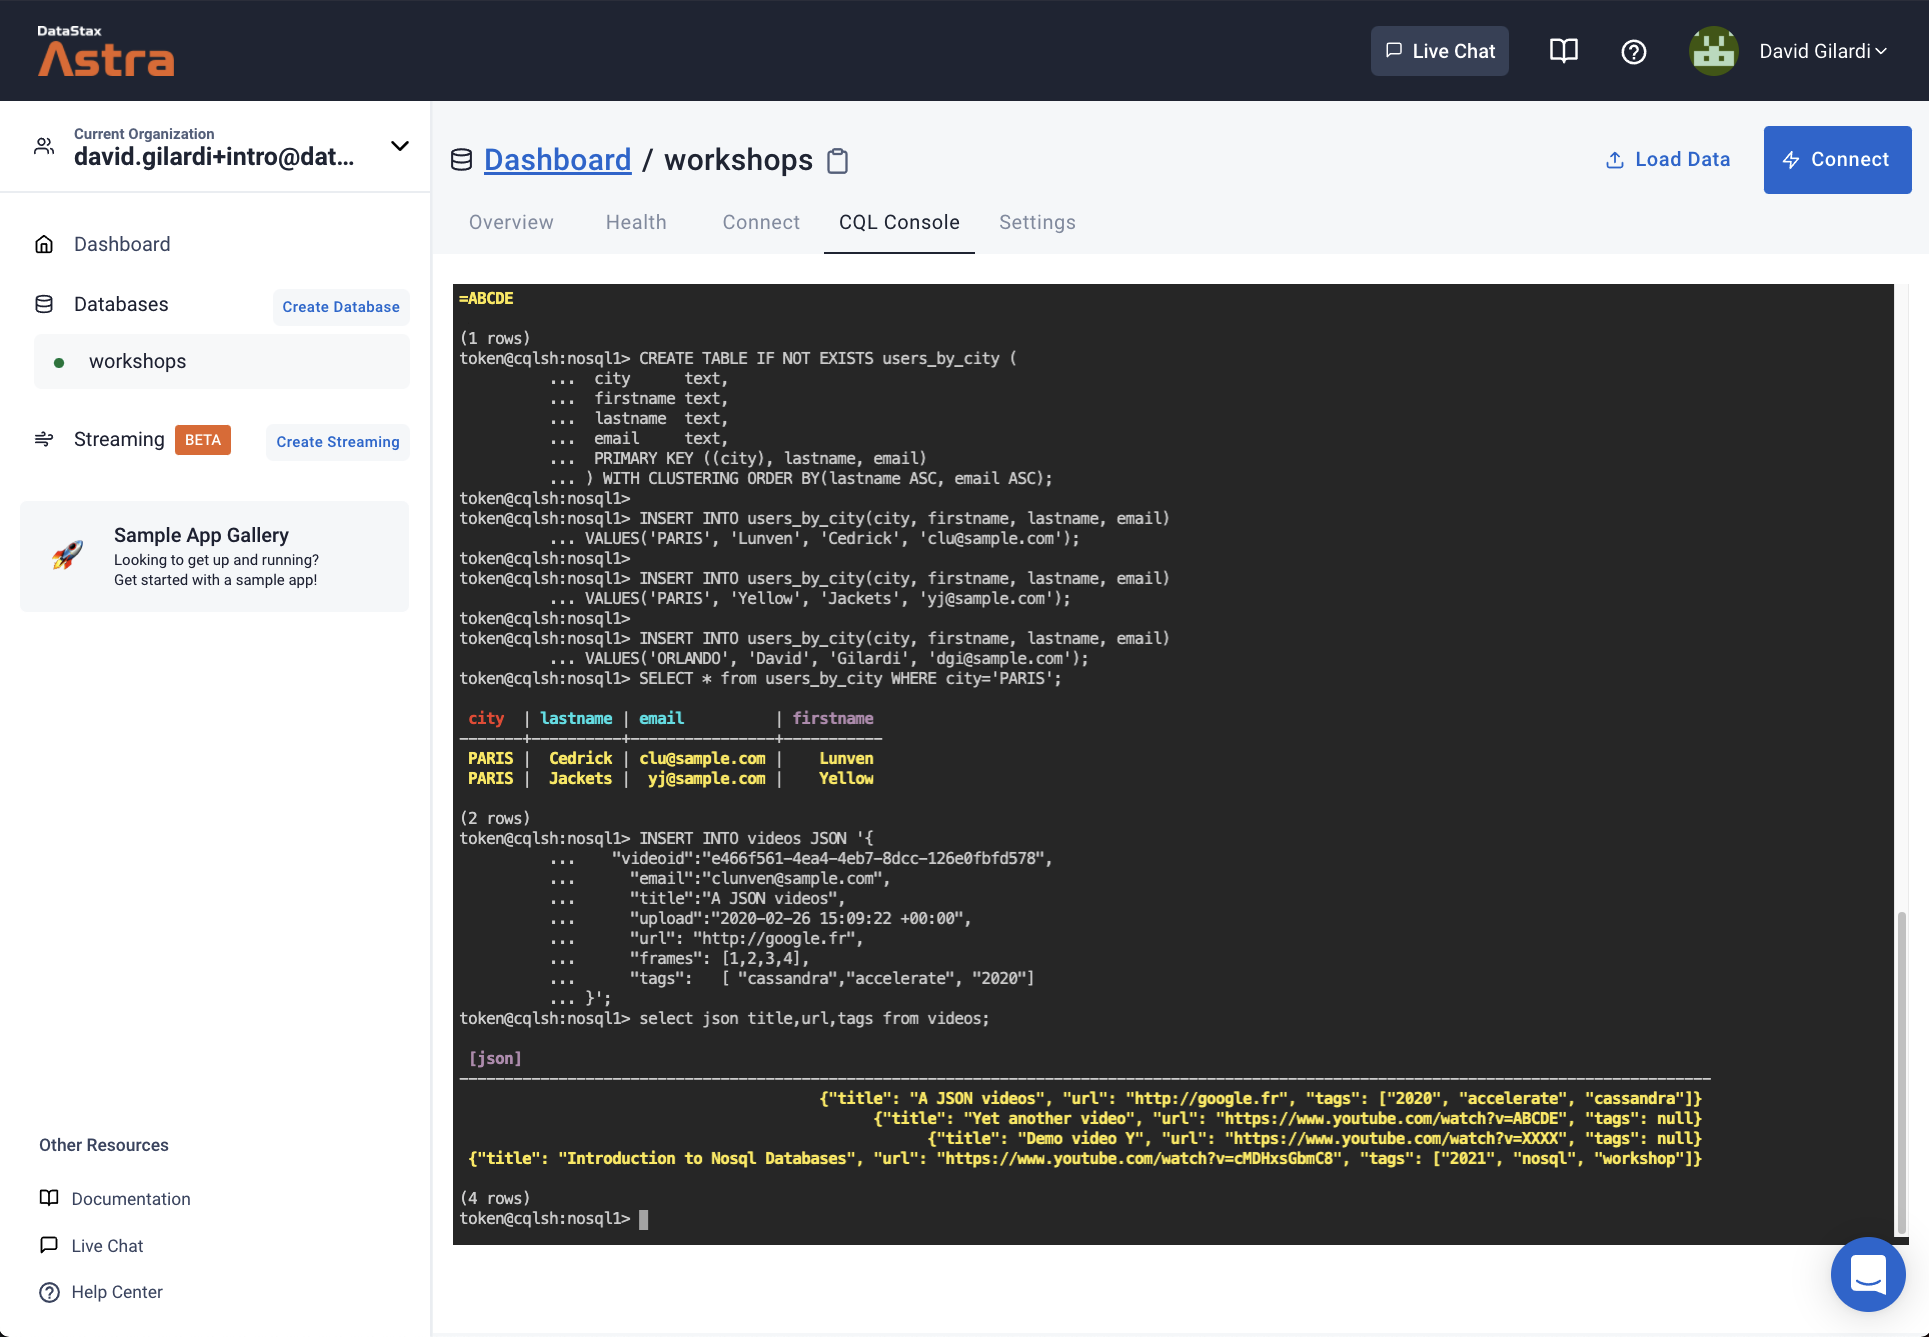 DataStax
Astra
Live Chat
David Gilardi
Current Organization
david.gilardi+intro@dat...
Dashboard
Databases
Create Database
workshops
Streaming
BETA
Create Streaming
Sample App Gallery
Looking to get up and running?
Get started with a sample app!
Other Resources
Documentation
Live Chat
Help Center
Dashboard / workshops
Load Data
Connect
Overview
Health
Connect
CQL Console
Settings
=ABCDE
(1 rows)
token@cqlsh:nosql1> CREATE TABLE IF NOT EXISTS users_by_city (
          ...  city      text,
          ...  firstname text,
          ...  lastname  text,
          ...  email     text,
          ...  PRIMARY KEY ((city), lastname, email)
          ... ) WITH CLUSTERING ORDER BY(lastname ASC, email ASC);
token@cqlsh:nosql1>
token@cqlsh:nosql1> INSERT INTO users_by_city(city, firstname, lastname, email)
          ... VALUES('PARIS', 'Lunven', 'Cedrick', 'clu@sample.com');
token@cqlsh:nosql1>
token@cqlsh:nosql1> INSERT INTO users_by_city(city, firstname, lastname, email)
          ... VALUES('PARIS', 'Yellow', 'Jackets', 'yj@sample.com');
token@cqlsh:nosql1>
token@cqlsh:nosql1> INSERT INTO users_by_city(city, firstname, lastname, email)
          ... VALUES('ORLANDO', 'David', 'Gilardi', 'dgi@sample.com');
token@cqlsh:nosql1> SELECT * from users_by_city WHERE city='PARIS';
 city  | lastname | email          | firstname
-------+----------+----------------+-----------
 PARIS |  Cedrick | clu@sample.com |    Lunven
 PARIS |  Jackets |  yj@sample.com |    Yellow
(2 rows)
token@cqlsh:nosql1> INSERT INTO videos JSON '{
          ...    "videoid":"e466f561-4ea4-4eb7-8dcc-126e0fbfd578",
          ...      "email":"clunven@sample.com",
          ...      "title":"A JSON videos",
          ...      "upload":"2020-02-26 15:09:22 +00:00",
          ...      "url": "http://google.fr",
          ...      "frames": [1,2,3,4],
          ...      "tags":   [ "cassandra","accelerate", "2020"]
          ... }';
token@cqlsh:nosql1> select json title,url,tags from videos;
 [json]
{"title": "A JSON videos", "url": "http://google.fr", "tags": ["2020", "accelerate", "cassandra"]}
{"title": "Yet another video", "url": "https://www.youtube.com/watch?v=ABCDE", "tags": null}
{"title": "Demo video Y", "url": "https://www.youtube.com/watch?v=XXXX", "tags": null}
{"title": "Introduction to Nosql Databases", "url": "https://www.youtube.com/watch?v=cMDHxsGbmC8", "tags": ["2021", "nosql", "workshop"]}
(4 rows)
token@cqlsh:nosql1>